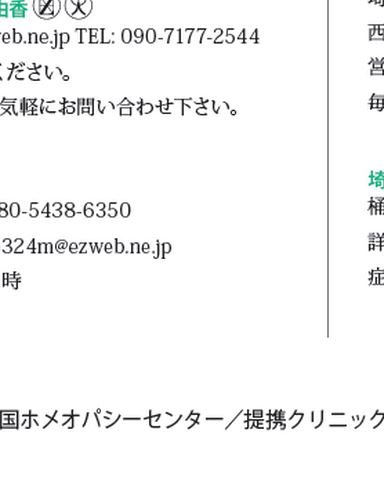 由香
eb.ne.jp TEL: 090-7177-2544
ください。
気軽にお問い合わせ下さい。
80-5438-6350
324m@ezweb.ne.jp
時
国ホメオパシーセンター／提携クリニック
西
営
毎
埼
桶
詳
症